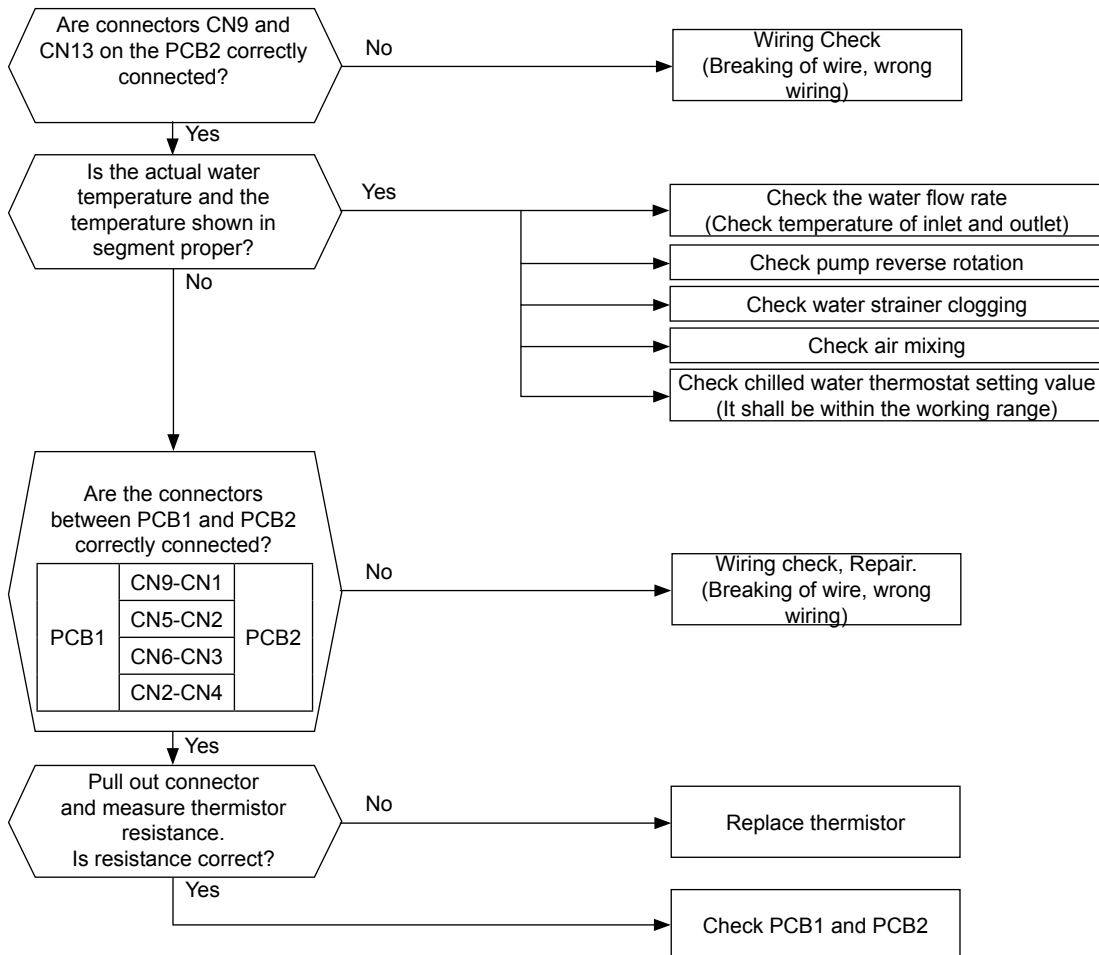 Are connectors CN9 and
CN13 on the PCB2 correctly
connected?
No
Wiring Check
(Breaking of wire, wrong
wiring)
Yes
Is the actual water
temperature and the
temperature shown in
segment proper?
Yes
Check the water flow rate
(Check temperature of inlet and outlet)
Check pump reverse rotation
Check water strainer clogging
Check air mixing
Check chilled water thermostat setting value
(It shall be within the working range)
No
Are the connectors
between PCB1 and PCB2
correctly connected?
PCB1
CN9-CN1
CN5-CN2
CN6-CN3
CN2-CN4
PCB2
No
Wiring check, Repair.
(Breaking of wire, wrong
wiring)
Yes
Pull out connector
and measure thermistor
resistance.
Is resistance correct?
No
Replace thermistor
Yes
Check PCB1 and PCB2